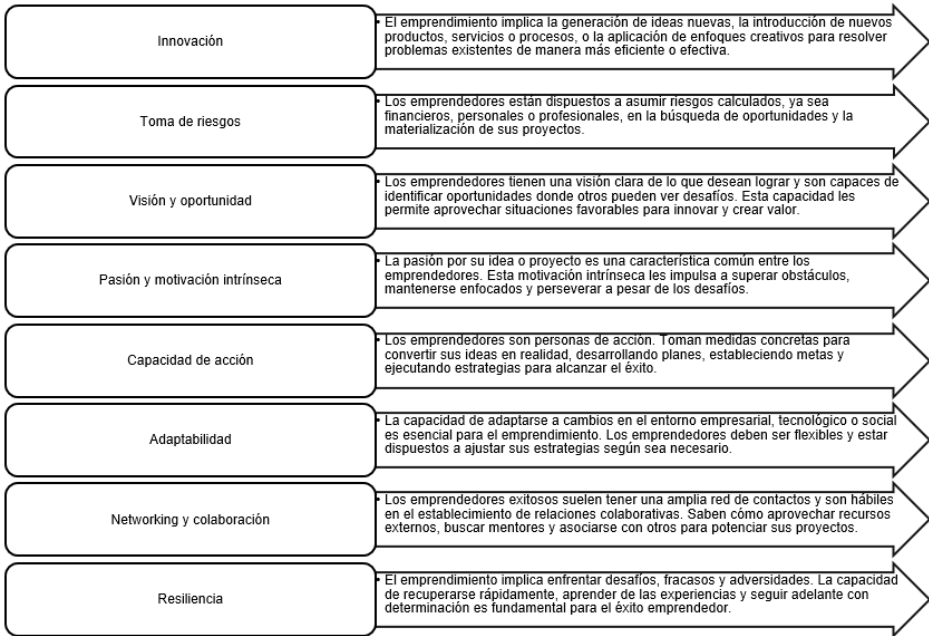 Innovación
• El emprendimiento implica la generación de ideas nuevas, la introducción de nuevos
productos, servicios o procesos, o la aplicación de enfoques creativos para resolver
problemas existentes de manera más eficiente o efectiva.
Toma de riesgos
• Los emprendedores están dispuestos a asumir riesgos calculados, ya sea
financieros, personales o profesionales, en la búsqueda de oportunidades y la
materialización de sus proyectos.
Visión y oportunidad
• Los emprendedores tienen una visión clara de lo que desean lograr y son capaces de
identificar oportunidades donde otros pueden ver desafíos. Esta capacidad les
permite aprovechar situaciones favorables para innovar y crear valor.
Pasión y motivación intrínseca
• La pasión por su idea o proyecto es una característica común entre los
emprendedores. Esta motivación intrínseca les impulsa a superar obstáculos,
mantenerse enfocados y perseverar a pesar de los desafíos.
Capacidad de acción
• Los emprendedores son personas de acción. Toman medidas concretas para
convertir sus ideas en realidad, desarrollando planes, estableciendo metas y
ejecutando estrategias para alcanzar el éxito.
Adaptabilidad
• La capacidad de adaptarse a cambios en el entorno empresarial, tecnológico o social
es esencial para el emprendimiento. Los emprendedores deben ser flexibles y estar
dispuestos a ajustar sus estrategias según sea necesario.
Networking y colaboración
• Los emprendedores exitosos suelen tener una amplia red de contactos y son hábiles
en el establecimiento de relaciones colaborativas. Saben cómo aprovechar recursos
externos, buscar mentores y asociarse con otros para potenciar sus proyectos.
Resiliencia
• El emprendimiento implica enfrentar desafíos, fracasos y adversidades. La capacidad
de recuperarse rápidamente, aprender de las experiencias y seguir adelante con
determinación es fundamental para el éxito emprendedor.